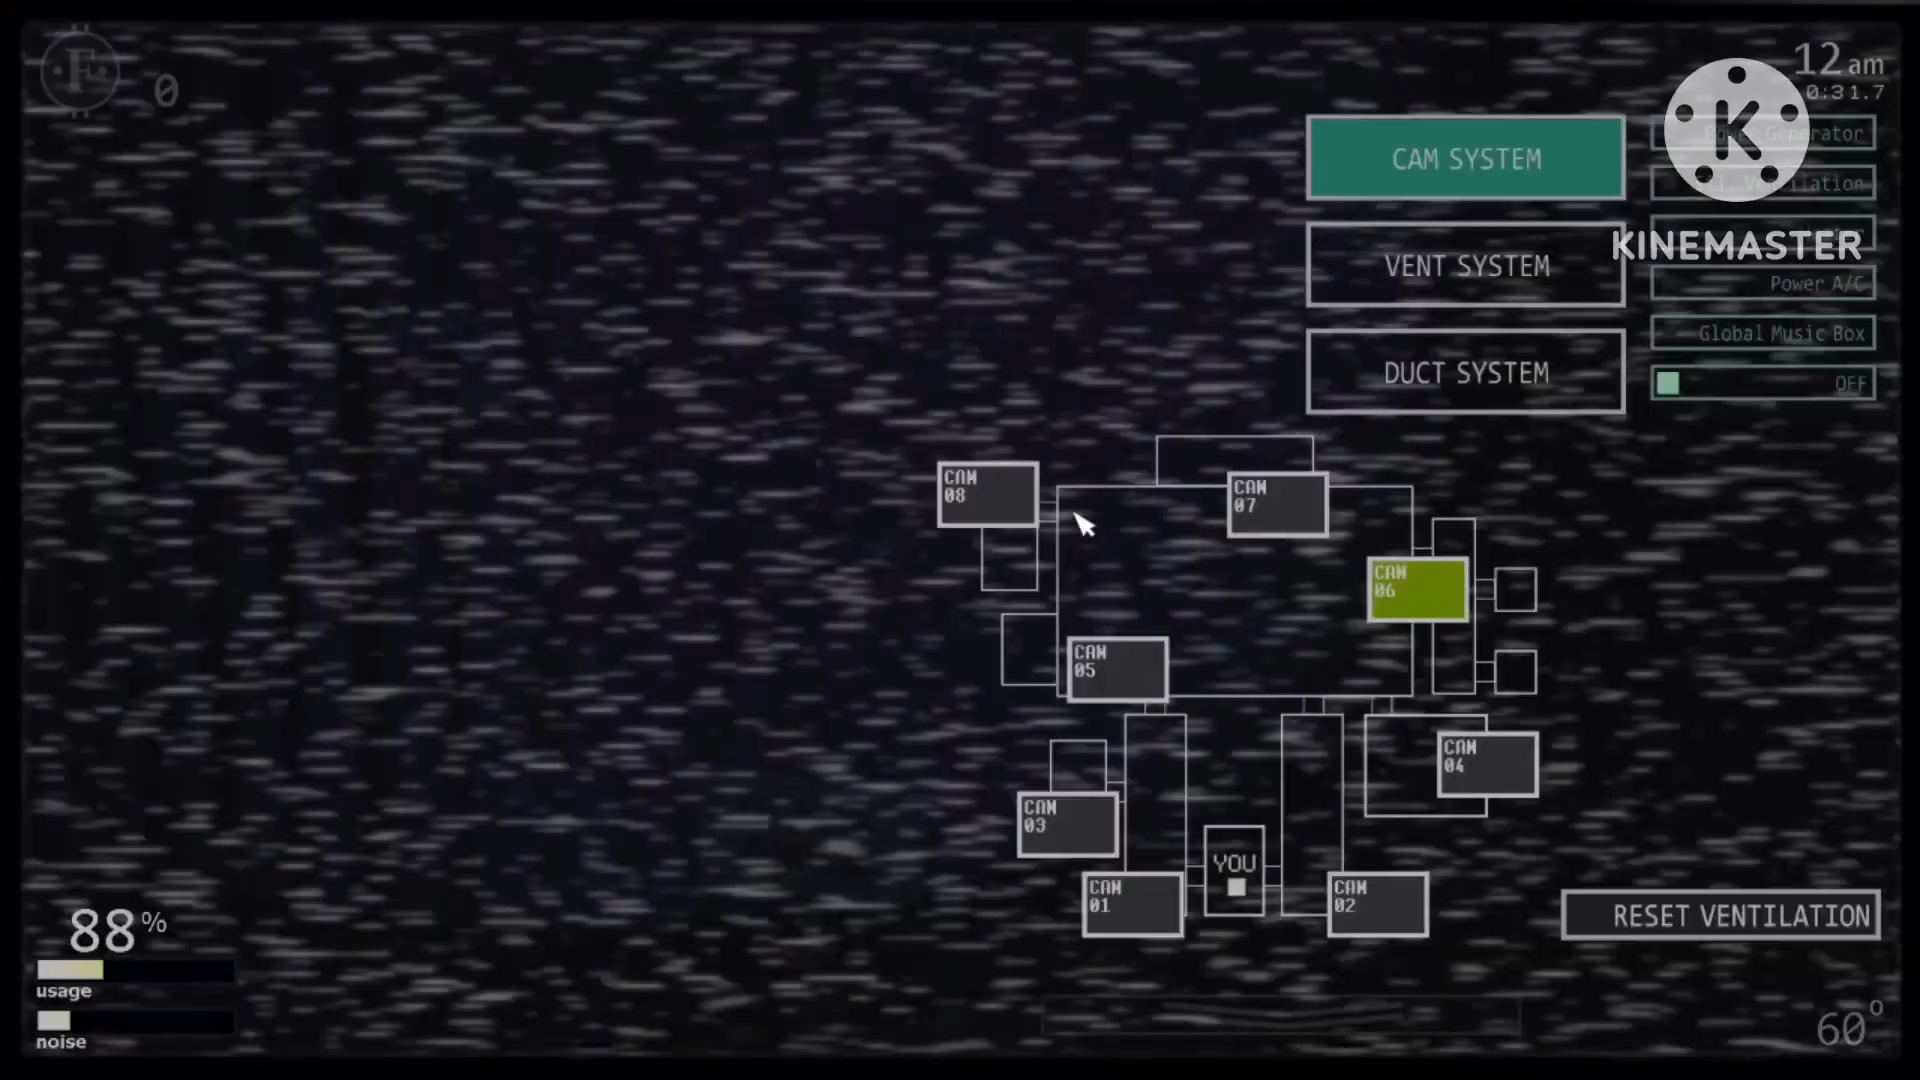 F
0
12 am
0:31.7
CAM SYSTEM
VENT SYSTEM
DUCT SYSTEM
K
KINEMASTER
Power A/C
Global Music Box
OFF
CAM
08
CAM
07
CAM
06
CAM
05
CAM
04
CAM
03
YOU
CAM
01
CAM
02
RESET VENTILATION
88%
usage
noise
60°